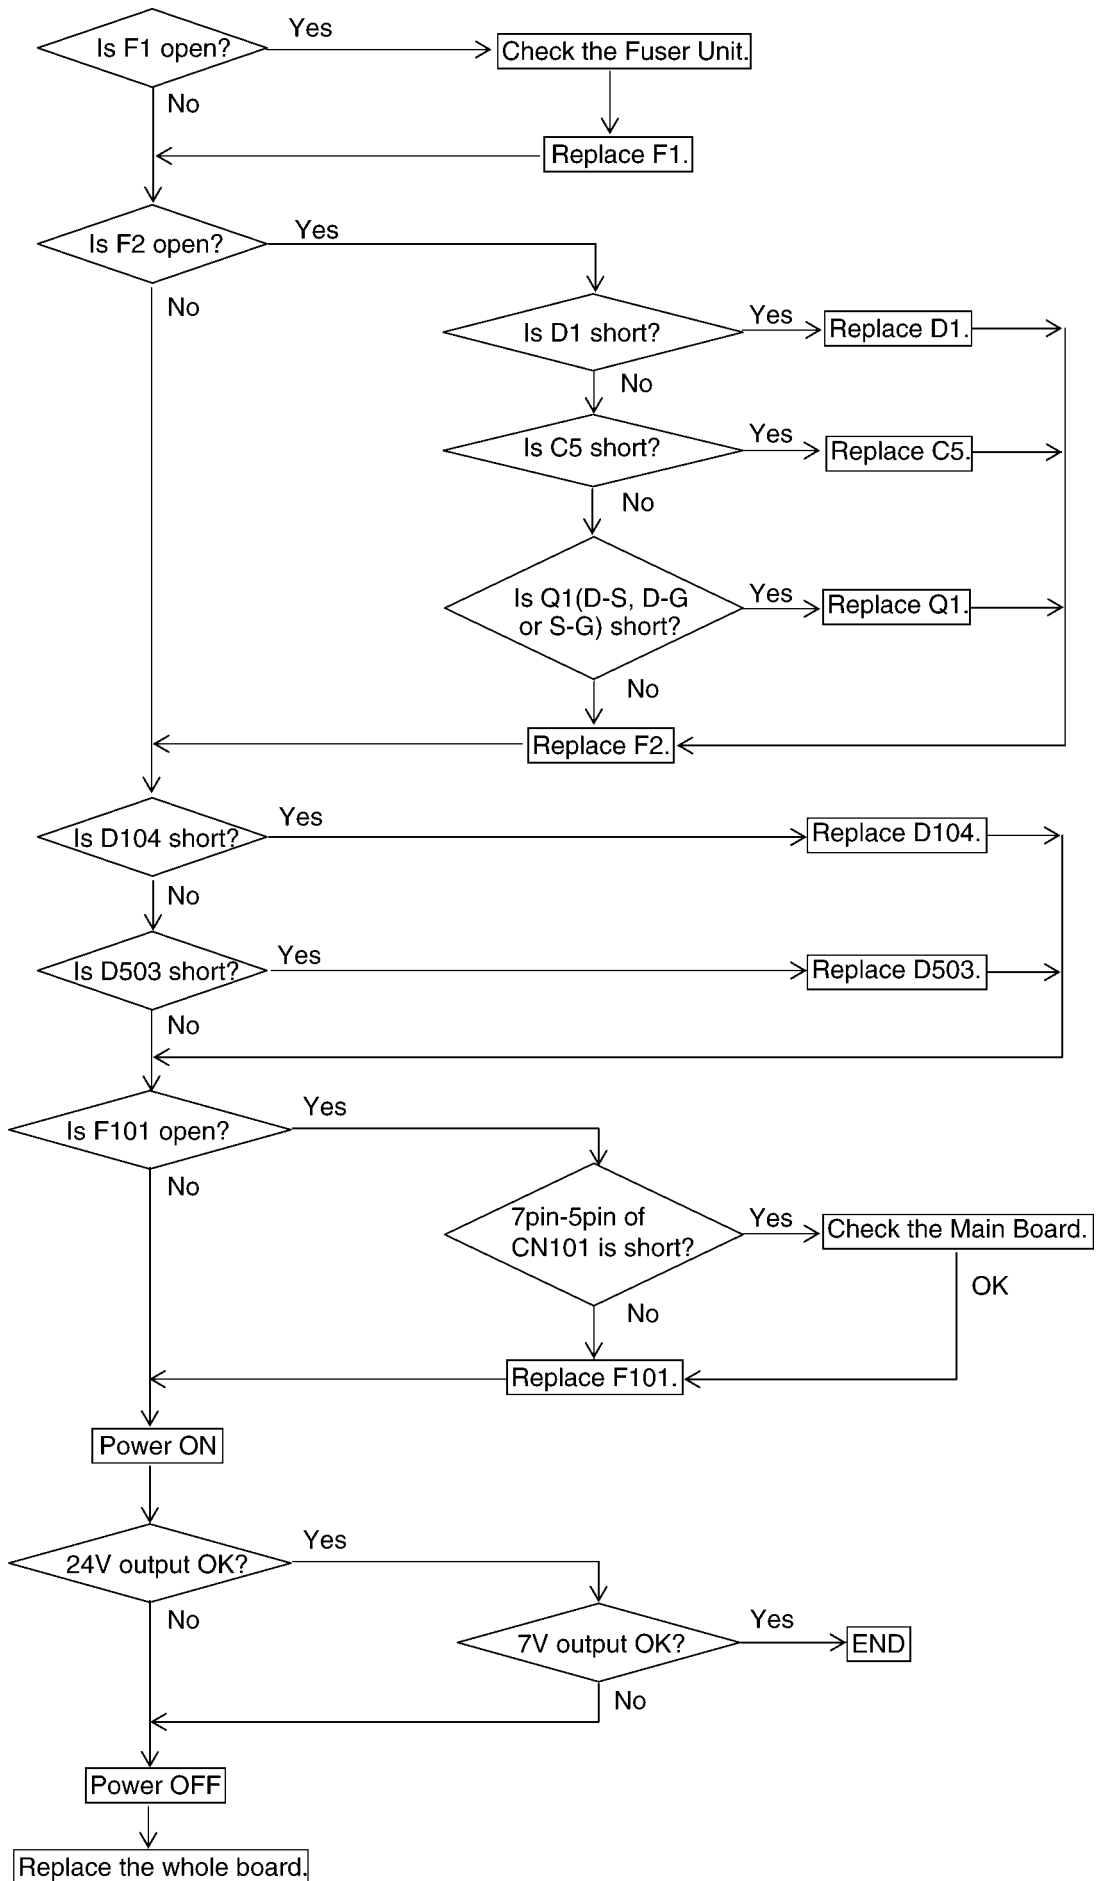 Is F1 open?
Yes
Check the Fuser Unit.
No
Replace F1.
Is F2 open?
Yes
No
Is D1 short?
Yes
Replace D1.
No
Is C5 short?
Yes
Replace C5.
No
Is Q1(D-S, D-G
or S-G) short?
Yes
Replace Q1.
No
Replace F2.
Is D104 short?
Yes
Replace D104.
No
Is D503 short?
Yes
Replace D503.
No
Is F101 open?
Yes
No
7pin-5pin of
CN101 is short?
Yes
Check the Main Board.
OK
No
Replace F101.
Power ON
24V output OK?
Yes
No
7V output OK?
Yes
END
No
Power OFF
Replace the whole board.